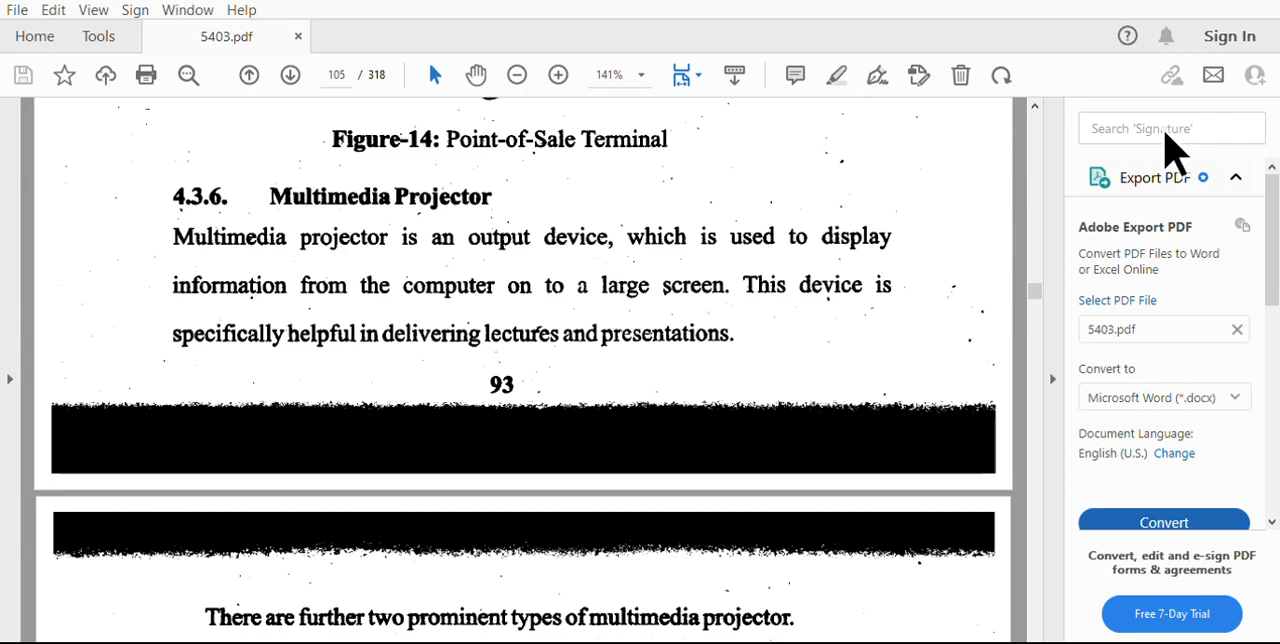 File Edit View Sign Window Help
Home Tools 5403.pdf × Sign In
105 / 318 141%
Figure-14: Point-of-Sale Terminal
4.3.6. Multimedia Projector
Multimedia projector is an output device, which is used to display
information from the computer on to a large screen. This device is
specifically helpful in delivering lectures and presentations.
93
There are further two prominent types of multimedia projector.
Search 'Signature'
Export PDF
Adobe Export PDF
Convert PDF Files to Word
or Excel Online
Select PDF File
5403.pdf
Convert to
Microsoft Word (*.docx)
Document Language:
English (U.S.) Change
Convert
Convert, edit and e-sign PDF
forms & agreements
Free 7-Day Trial